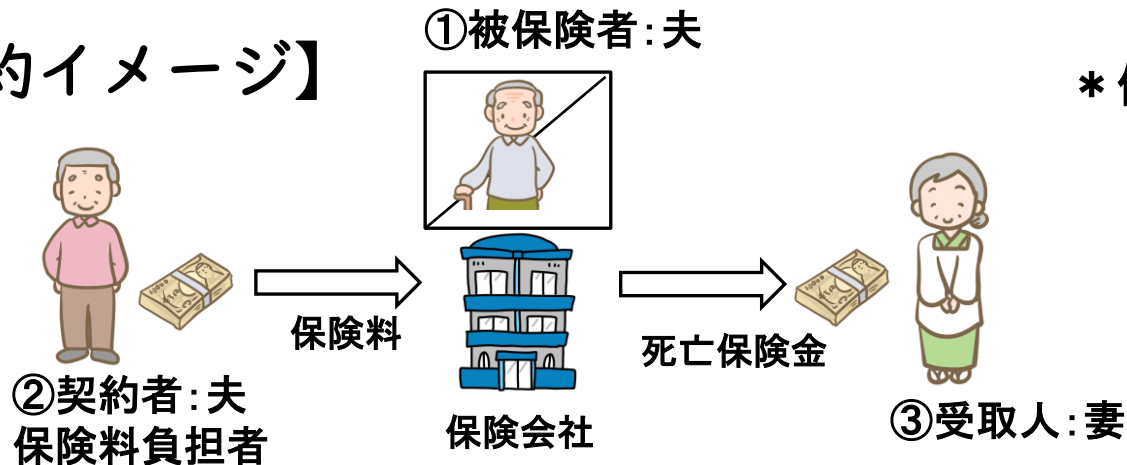 ①被保険者：夫
約イメージ】
＊
保険料
死亡保険金
②契約者：夫
保険料負担者
保険会社
③受取人：妻